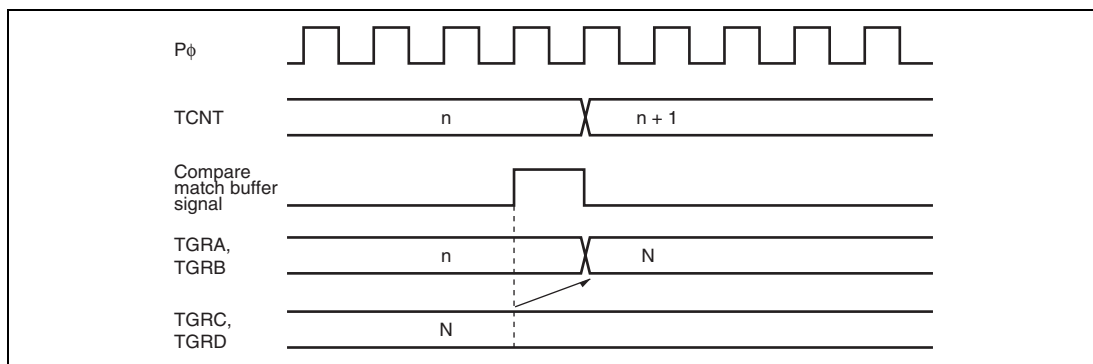 Pϕ
TCNT
n
n + 1
Compare
match buffer
signal
TGRA,
TGRB
n
N
TGRC,
TGRD
N